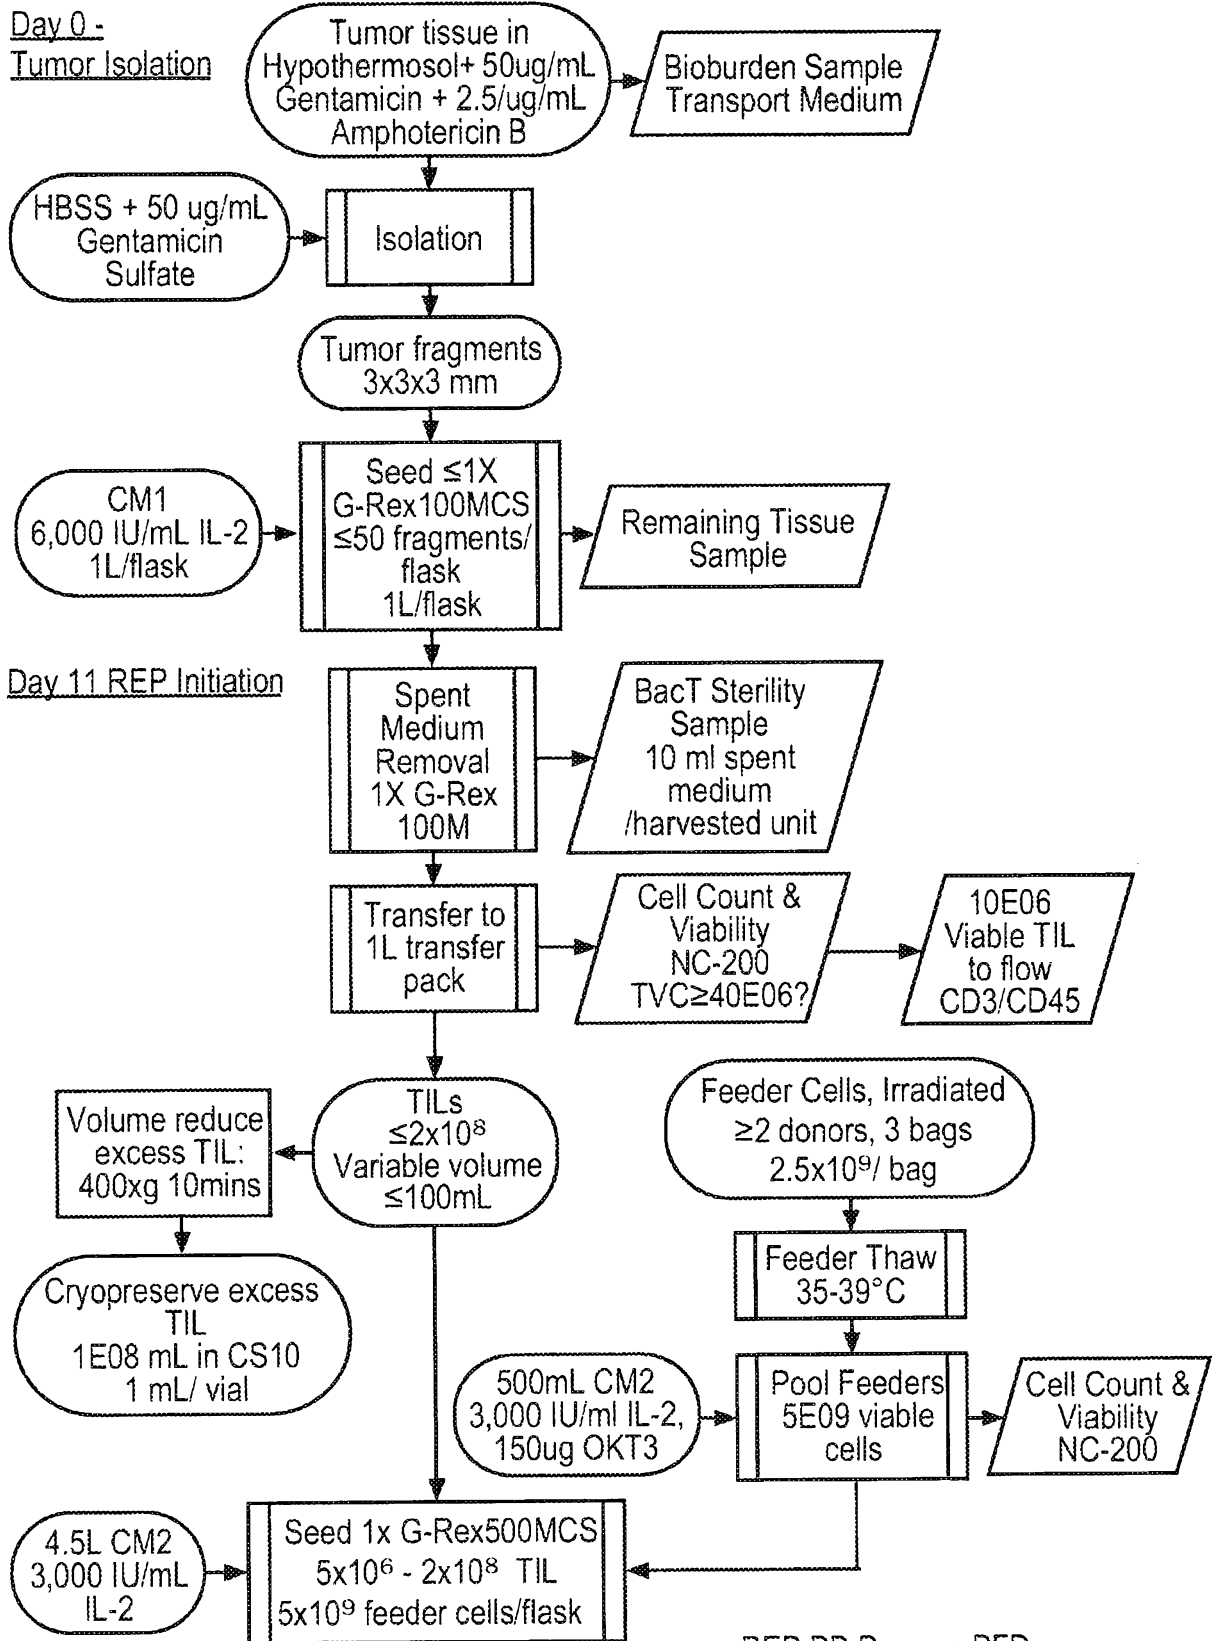 Day 0 -
Tumor Isolation
Tumor tissue in
Hypothermosol+ 50ug/mL
Gentamicin + 2.5/ug/mL
Amphotericin B
Bioburden Sample
Transport Medium
HBSS + 50 ug/mL
Gentamicin
Sulfate
Isolation
Tumor fragments
3x3x3 mm
CM1
6,000 IU/mL IL-2
1L/flask
Seed ≤1X
G-Rex100MCS
≤50 fragments/
flask
1L/flask
Remaining Tissue
Sample
Day 11 REP Initiation
Spent
Medium
Removal
1X G-Rex
100M
BacT Sterility
Sample
10 ml spent
medium
/harvested unit
Transfer to
1L transfer
pack
Cell Count &
Viability
NC-200
TVC≥40E06?
10E06
Viable TIL
to flow
CD3/CD45
Volume reduce
excess TIL:
400xg 10mins
TILs
≤2x10⁸
Variable volume
≤100mL
Feeder Cells, Irradiated
≥2 donors, 3 bags
2.5x10⁹/ bag
Feeder Thaw
35-39°C
Cryopreserve excess
TIL
1E08 mL in CS10
1 mL/ vial
500mL CM2
3,000 IU/ml IL-2,
150ug OKT3
Pool Feeders
5E09 viable
cells
Cell Count &
Viability
NC-200
4.5L CM2
3,000 IU/mL
IL-2
Seed 1x G-Rex500MCS
5x10⁶ - 2x10⁸ TIL
5x10⁹ feeder cells/flask